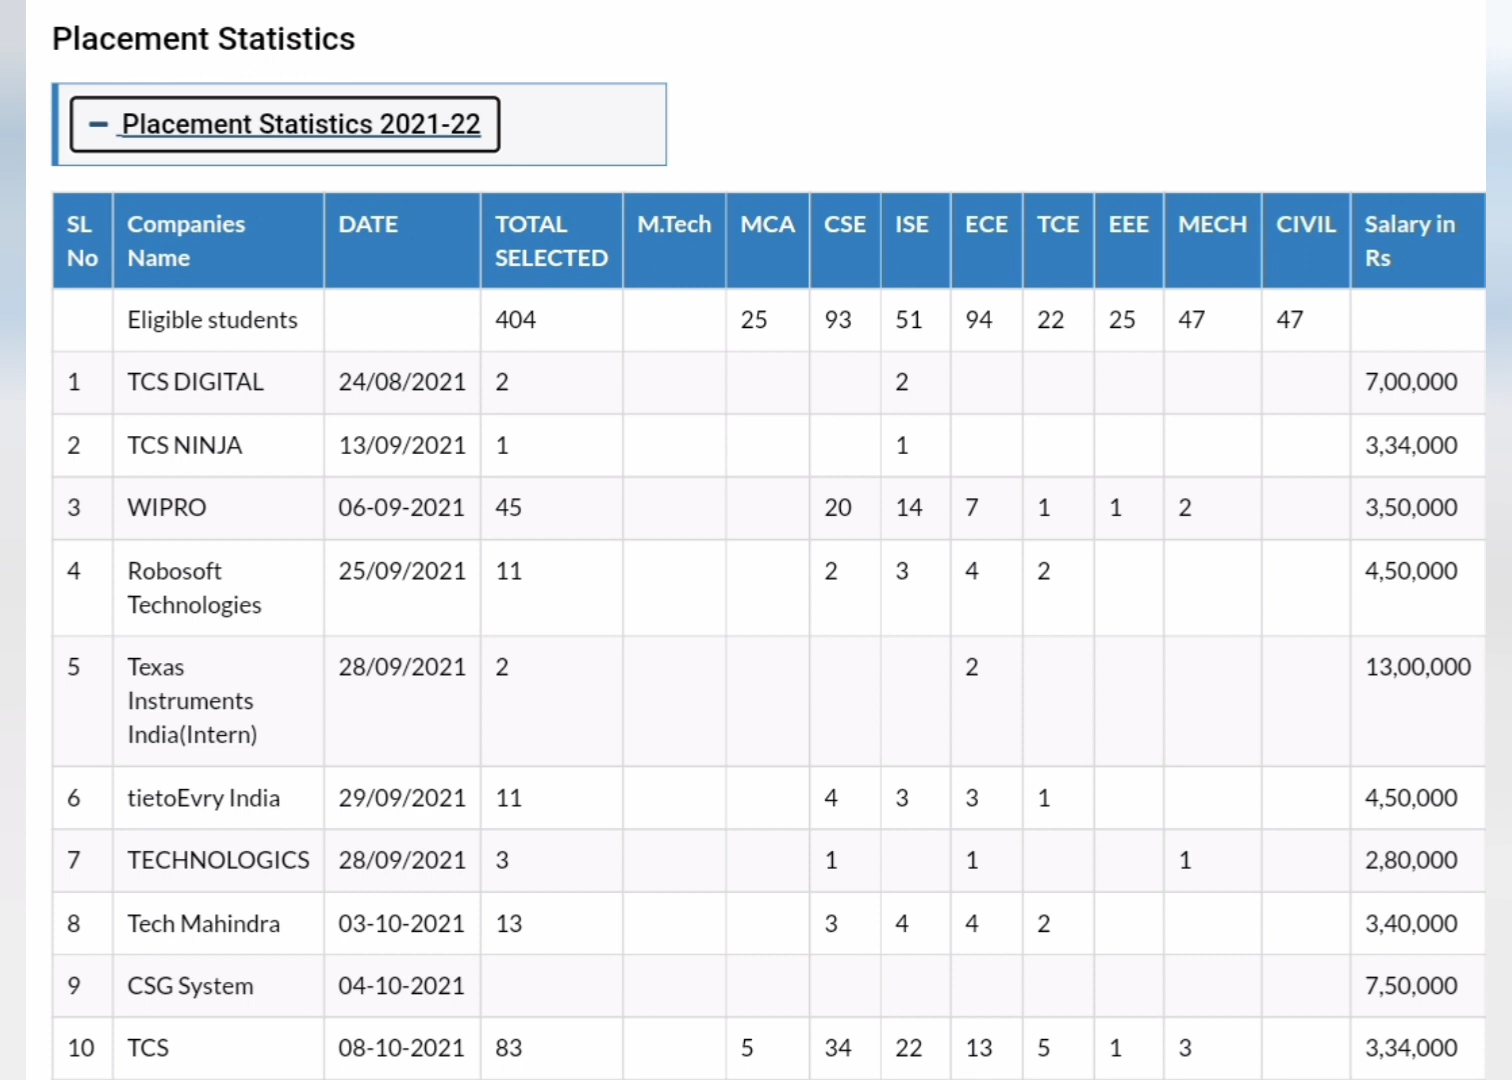 Placement Statistics
– Placement Statistics 2021-22
SL No Companies Name DATE TOTAL SELECTED M.Tech MCA CSE ISE ECE TCE EEE MECH CIVIL Salary in Rs
Eligible students 404 25 93 51 94 22 25 47 47
1 TCS DIGITAL 24/08/2021 2 2 7,00,000
2 TCS NINJA 13/09/2021 1 1 3,34,000
3 WIPRO 06-09-2021 45 20 14 7 1 1 2 3,50,000
4 Robosoft Technologies 25/09/2021 11 2 3 4 2 4,50,000
5 Texas Instruments India(Intern) 28/09/2021 2 2 13,00,000
6 tietoEvry India 29/09/2021 11 4 3 3 1 4,50,000
7 TECHNOLOGICS 28/09/2021 3 1 1 1 2,80,000
8 Tech Mahindra 03-10-2021 13 3 4 4 2 3,40,000
9 CSG System 04-10-2021 7,50,000
10 TCS 08-10-2021 83 5 34 22 13 5 1 3 3,34,000